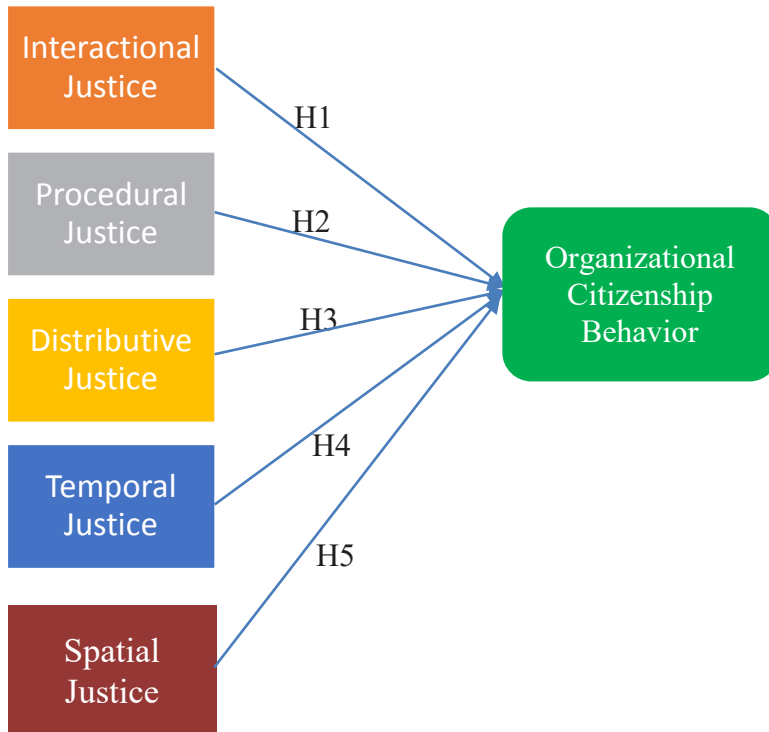 Interactional
Justice
H1
Procedural
Justice
H2
Organizational
Citizenship
Behavior
Distributive
Justice
H3
Temporal
Justice
H4
Spatial
Justice
H5